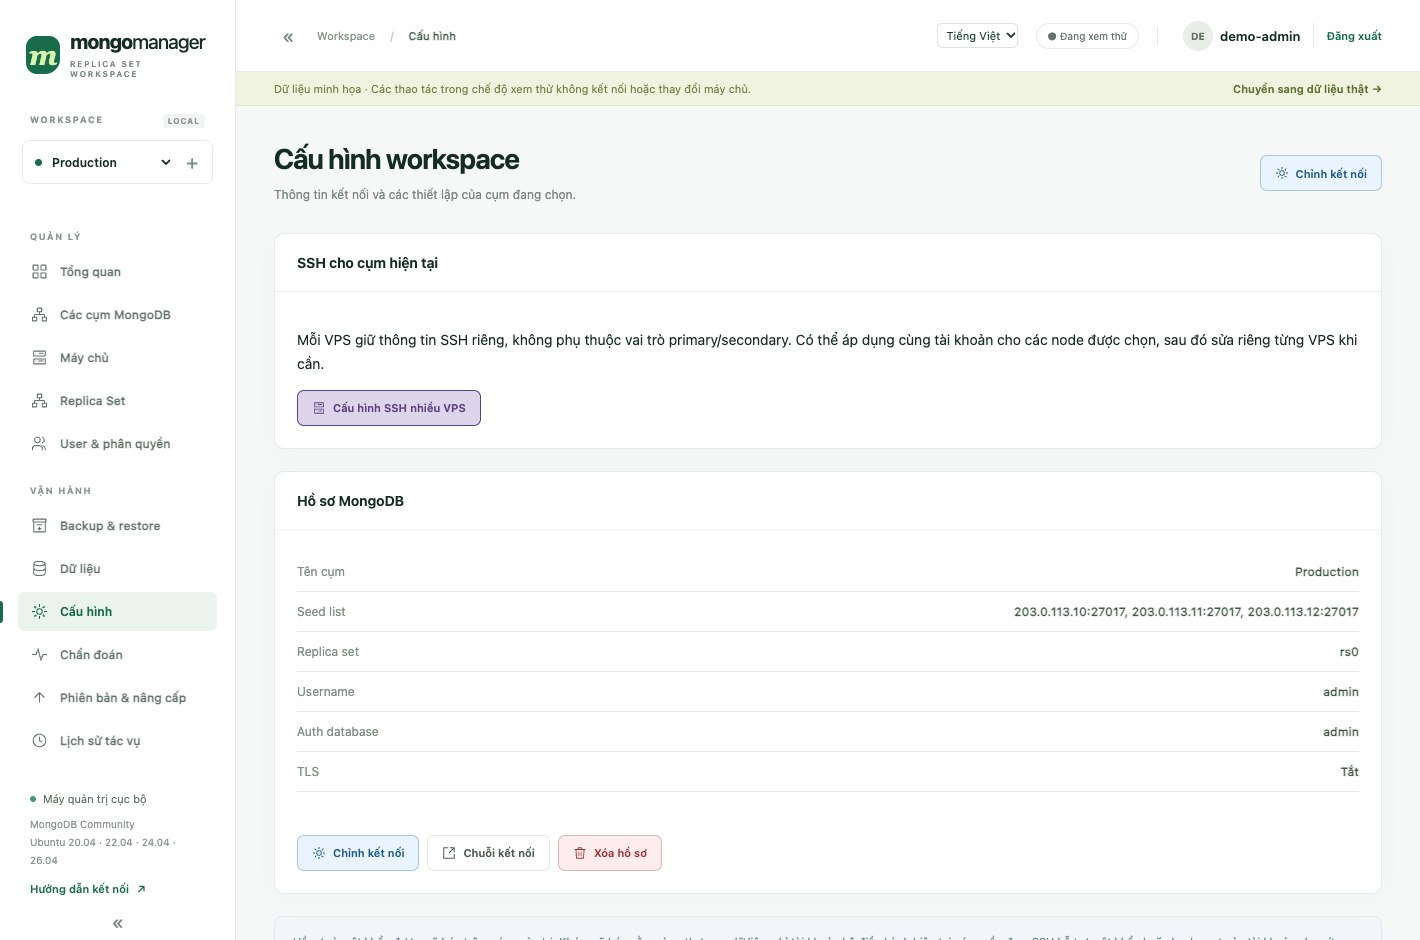 mongomanager
REPLICA SET
WORKSPACE
WORKSPACE
LOCAL
Production
QUẢN LÝ
Tổng quan
Các cụm MongoDB
Máy chủ
Replica Set
User & phân quyền
VẬN HÀNH
Backup & restore
Dữ liệu
Cấu hình
Chẩn đoán
Phiên bản & nâng cấp
Lịch sử tác vụ
Máy quản trị cục bộ
MongoDB Community
Ubuntu 20.04 · 22.04 · 24.04 ·
26.04
Hướng dẫn kết nối ↗
«
« Workspace / Cấu hình
Tiếng Việt
Đang xem thử
DE demo-admin
Đăng xuất
Dữ liệu minh họa · Các thao tác trong chế độ xem thử không kết nối hoặc thay đổi máy chủ.
Chuyển sang dữ liệu thật →
Cấu hình workspace
Thông tin kết nối và các thiết lập của cụm đang chọn.
Chỉnh kết nối
SSH cho cụm hiện tại
Mỗi VPS giữ thông tin SSH riêng, không phụ thuộc vai trò primary/secondary. Có thể áp dụng cùng tài khoản cho các node được chọn, sau đó sửa riêng từng VPS khi
cần.
Cấu hình SSH nhiều VPS
Hồ sơ MongoDB
Tên cụm Production
Seed list 203.0.113.10:27017, 203.0.113.11:27017, 203.0.113.12:27017
Replica set rs0
Username admin
Auth database admin
TLS Tắt
Chỉnh kết nối
Chuỗi kết nối
Xóa hồ sơ